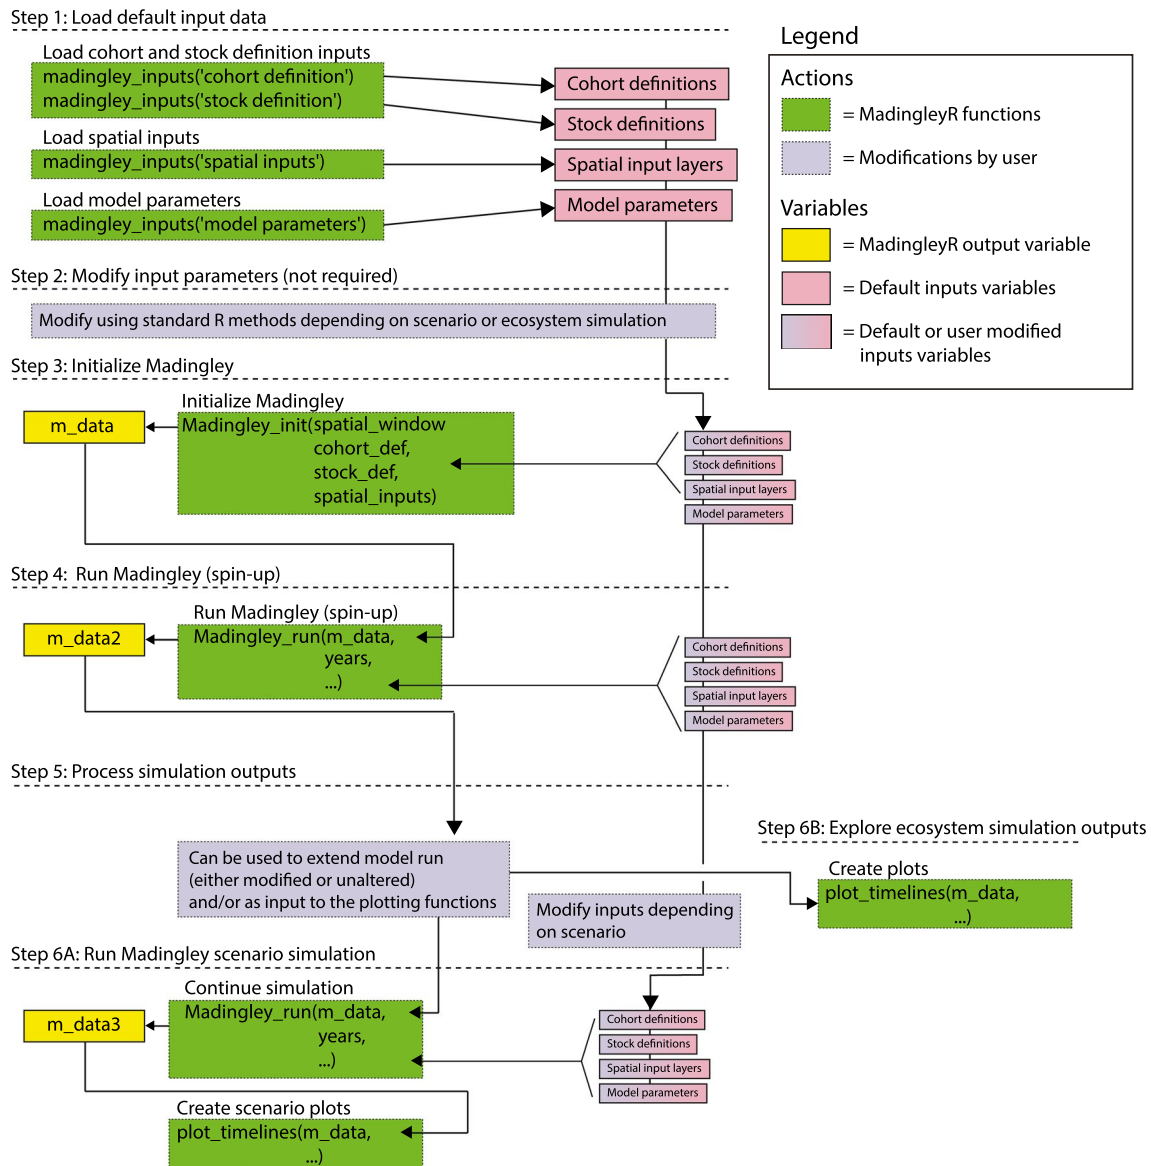 Step 1: Load default input data
Load cohort and stock definition inputs
madingley_inputs('cohort definition')
madingley_inputs('stock definition')
Load spatial inputs
madingley_inputs('spatial inputs')
Load model parameters
madingley_inputs('model parameters')
Cohort definitions
Stock definitions
Spatial input layers
Model parameters
Legend
Actions
= MadingleyR functions
= Modifications by user
Variables
= MadingleyR output variable
= Default inputs variables
= Default or user modified
inputs variables
Step 2: Modify input parameters (not required)
Modify using standard R methods depending on scenario or ecosystem simulation
Step 3: Initialize Madingley
Initialize Madingley
m_data
Madingley_init(spatial_window
cohort_def,
stock_def,
spatial_inputs)
Cohort definitions
Stock definitions
Spatial input layers
Model parameters
Step 4: Run Madingley (spin-up)
Run Madingley (spin-up)
m_data2
Madingley_run(m_data,
years,
...)
Cohort definitions
Stock definitions
Spatial input layers
Model parameters
Step 5: Process simulation outputs
Can be used to extend model run
(either modified or unaltered)
and/or as input to the plotting functions
Modify inputs depending
on scenario
Step 6B: Explore ecosystem simulation outputs
Create plots
plot_timelines(m_data,
...)
Step 6A: Run Madingley scenario simulation
Continue simulation
m_data3
Madingley_run(m_data,
years,
...)
Cohort definitions
Stock definitions
Spatial input layers
Model parameters
Create scenario plots
plot_timelines(m_data,
...)